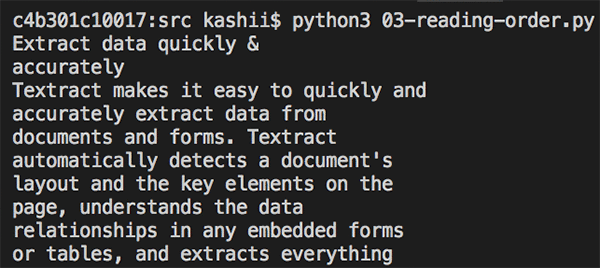 c4b301c10017:src kashii$ python3 03-reading-order.py
Extract data quickly &
accurately
Textract makes it easy to quickly and
accurately extract data from
documents and forms. Textract
automatically detects a document's
layout and the key elements on the
page, understands the data
relationships in any embedded forms
or tables, and extracts everything